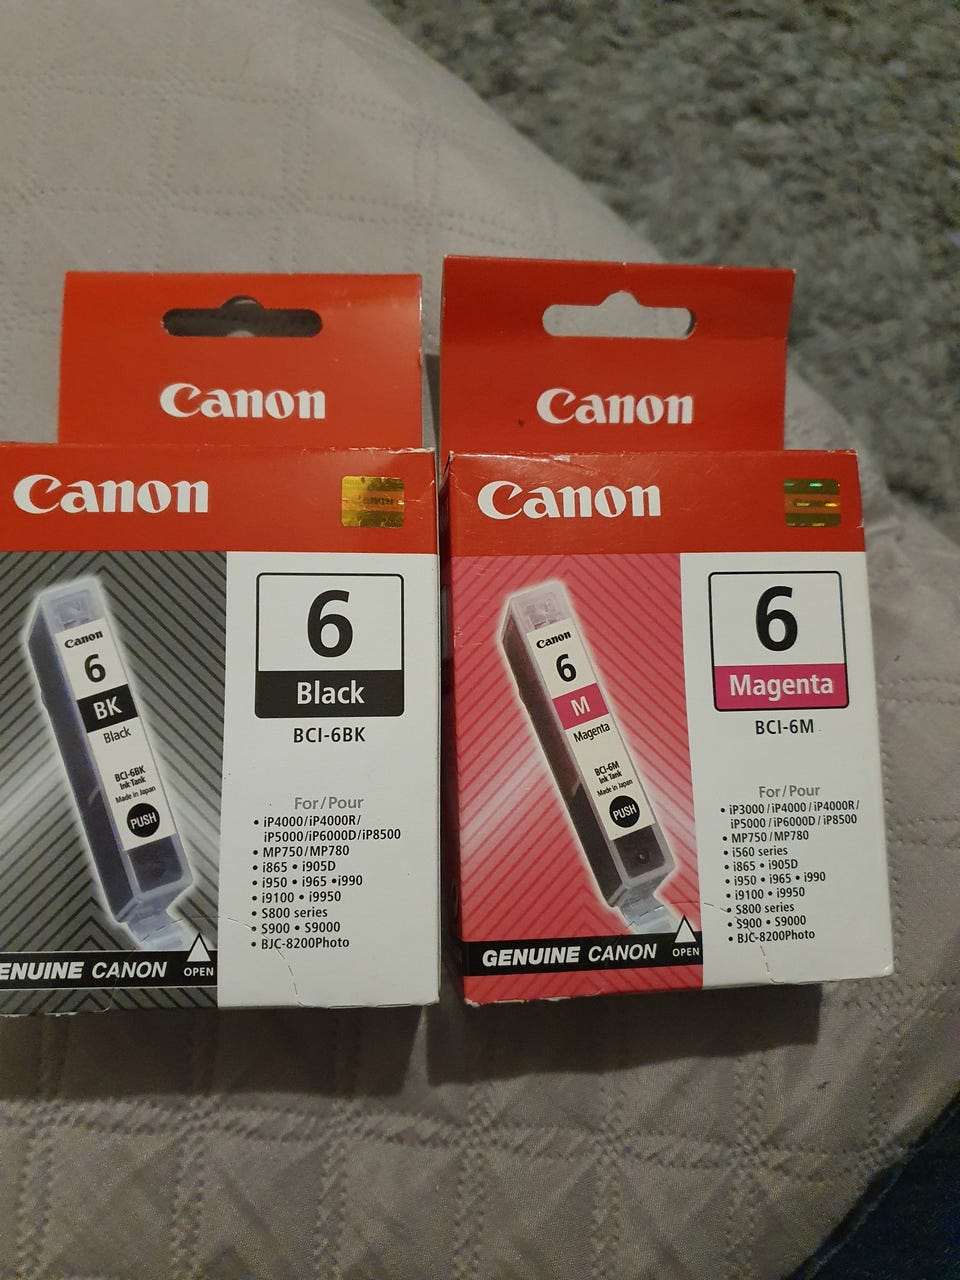 Canon
Canon
Canon
6
Black
BCI-6BK
Canon
6
BK
Black
BCI-6BK
Ink Tank
Made in Japan
PUSH
For/Pour
• iP4000/iP4000R/
iP5000/iP6000D/iP8500
• MP750/MP780
• i865 • i905D
• i950 • i965 •i990
• i9100 • i9950
• S800 series
• S900 • S9000
• BJC-8200Photo
ENUINE CANON
OPEN
Canon
Canon
Canon
6
Magenta
BCI-6M
Canon
6
M
Magenta
BCI-6M
Ink Tank
Made in Japan
PUSH
For/Pour
• iP3000/iP4000/iP4000R/
iP5000/iP6000D/iP8500
• MP750/MP780
• i560 series
• i865 • i905D
• i950 • i965 • i990
• i9100 • i9950
• S800 series
• S900 • S9000
• BJC-8200Photo
GENUINE CANON
OPEN